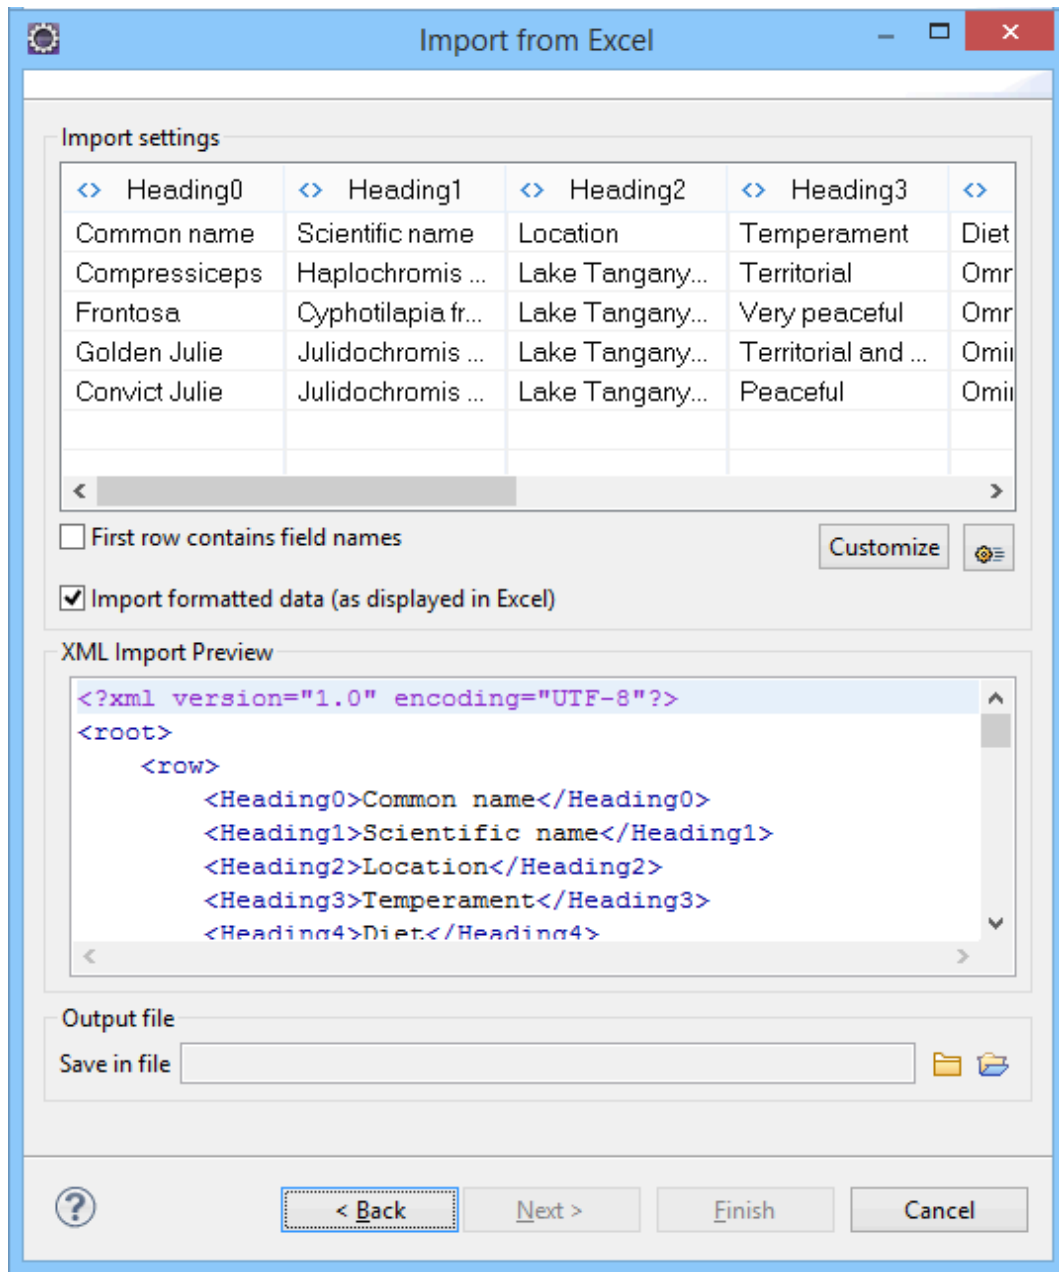 Import from Excel
Import settings
<> Heading0 <> Heading1 <> Heading2 <> Heading3 <>
Common name Scientific name Location Temperament Diet
Compressiceps Haplochromis ... Lake Tangany... Territorial
Frontosa Cyphotilapia fr... Lake Tangany... Very peaceful
Golden Julie Julidochromis ... Lake Tangany... Territorial and ...
Convict Julie Julidochromis ... Lake Tangany... Peaceful
First row contains field names
Customize
Import formatted data (as displayed in Excel)
XML Import Preview
<?xml version="1.0" encoding="UTF-8"?>
<root>
<row>
<Heading0>Common name</Heading0>
<Heading1>Scientific name</Heading1>
<Heading2>Location</Heading2>
<Heading3>Temperament</Heading3>
<Heading4>Diet</Heading4>
Output file
Save in file
? < Back Next > Finish Cancel